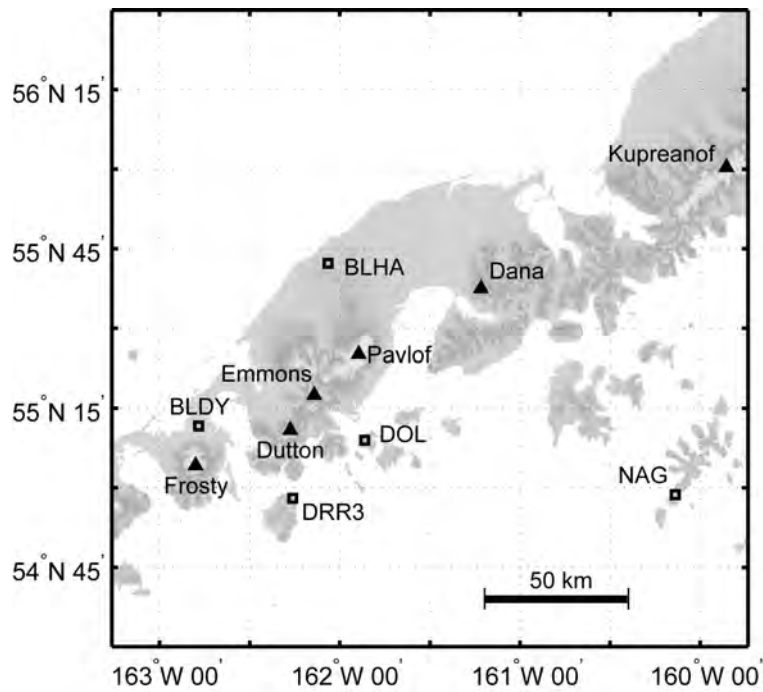 56°N 15'
Kupreanof
55°N 45'
BLHA
Dana
Pavlof
Emmons
55°N 15'
BLDY
DOL
Dutton
NAG
Frosty
DRR3
54°N 45'
50 km
163°W 00'
162°W 00'
161°W 00'
160°W 00'